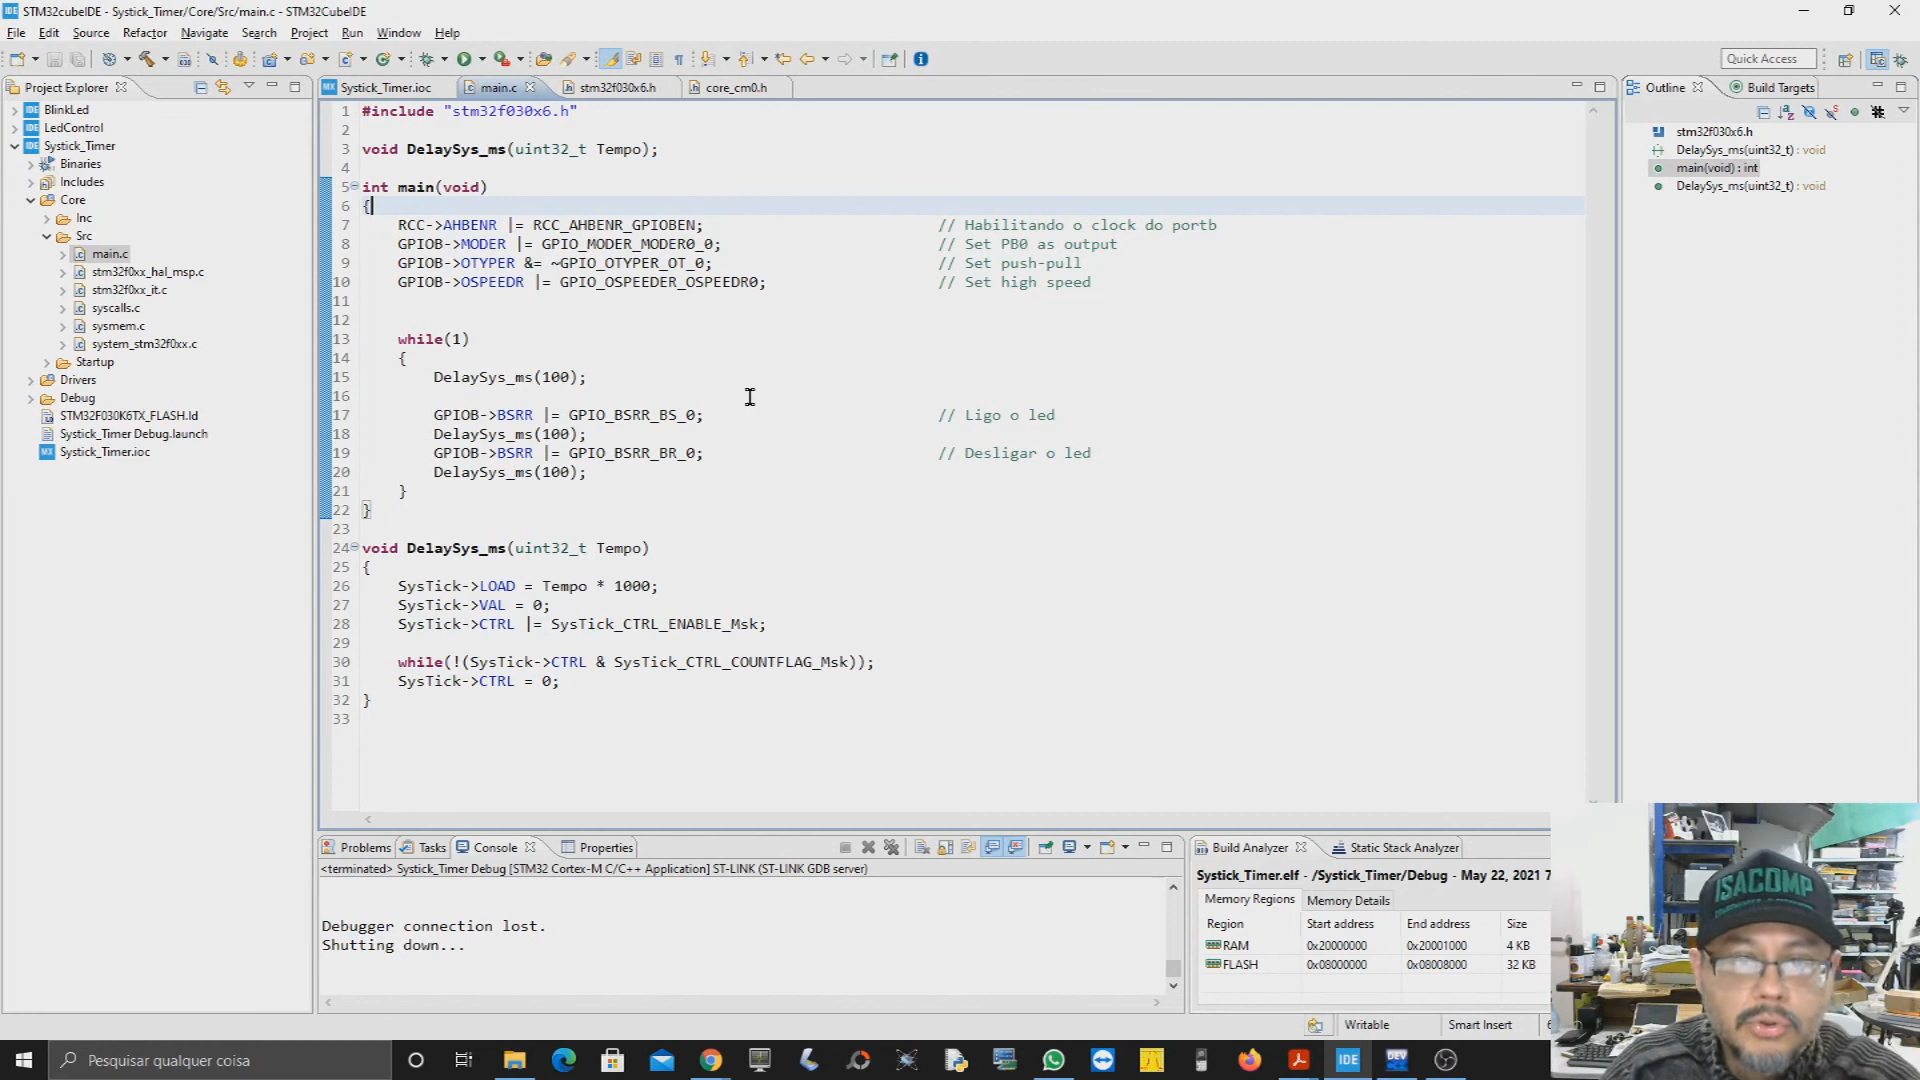 STM32cubeIDE - Systick_Timer/Core/Src/main.c - STM32CubeIDE
File Edit Source Refactor Navigate Search Project Run Window Help
Quick Access
Project Explorer
BlinkLed
LedControl
Systick_Timer
Binaries
Includes
Core
Inc
Src
main.c
stm32f0xx_hal_msp.c
stm32f0xx_it.c
syscalls.c
sysmem.c
system_stm32f0xx.c
Startup
Drivers
Debug
STM32F030K6TX_FLASH.ld
Systick_Timer Debug.launch
Systick_Timer.ioc
Systick_Timer.ioc main.c stm32f030x6.h core_cm0.h
1 #include "stm32f030x6.h"
2
3 void DelaySys_ms(uint32_t Tempo);
4
5 int main(void)
6 {
7 RCC->AHBENR |= RCC_AHBENR_GPIOBEN; // Habilitando o clock do portb
8 GPIOB->MODER |= GPIO_MODER_MODER0_0; // Set PB0 as output
9 GPIOB->OTYPER &= ~GPIO_OTYPER_OT_0; // Set push-pull
10 GPIOB->OSPEEDR |= GPIO_OSPEEDER_OSPEEDR0; // Set high speed
11
12
13 while(1)
14 {
15 DelaySys_ms(100);
16
17 GPIOB->BSRR |= GPIO_BSRR_BS_0; // Ligo o led
18 DelaySys_ms(100);
19 GPIOB->BSRR |= GPIO_BSRR_BR_0; // Desligar o led
20 DelaySys_ms(100);
21 }
22 }
23
24 void DelaySys_ms(uint32_t Tempo)
25 {
26 SysTick->LOAD = Tempo * 1000;
27 SysTick->VAL = 0;
28 SysTick->CTRL |= SysTick_CTRL_ENABLE_Msk;
29
30 while(!(SysTick->CTRL & SysTick_CTRL_COUNTFLAG_Msk));
31 SysTick->CTRL = 0;
32 }
33
Outline Build Targets
stm32f030x6.h
DelaySys_ms(uint32_t) : void
main(void) : int
DelaySys_ms(uint32_t) : void
Problems Tasks Console Properties
<terminated> Systick_Timer Debug [STM32 Cortex-M C/C++ Application] ST-LINK (ST-LINK GDB server)
Debugger connection lost.
Shutting down...
Build Analyzer Static Stack Analyzer
Systick_Timer.elf - /Systick_Timer/Debug - May 22, 2021 7
Memory Regions Memory Details
Region Start address End address Size
RAM 0x20000000 0x20001000 4 KB
FLASH 0x08000000 0x08008000 32 KB
Writable Smart Insert 6
ISACOMP
Pesquisar qualquer coisa
IDE
DEV